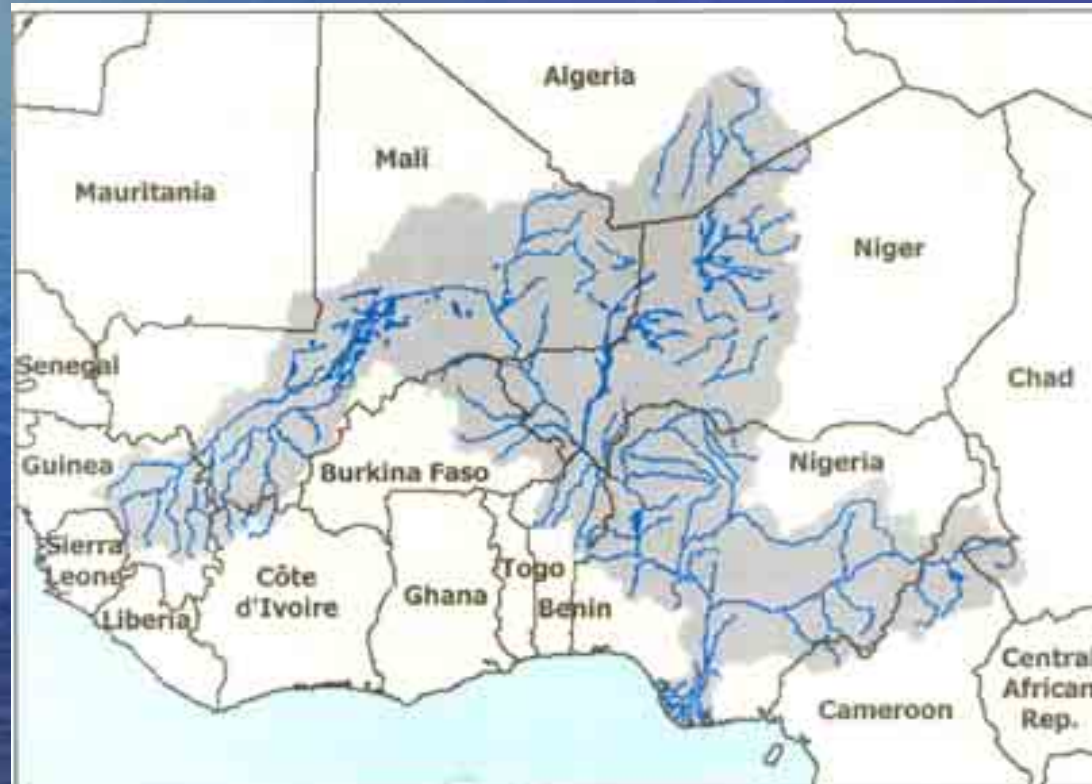 Algeria
Mali
Mauritania
Niger
Senegal
Chad
Guinea
Burkina Faso
Nigeria
Sierra
Leone
Côte
d'Ivoire
Togo
Ghana
Benin
Liberia
Central
African
Rep.
Cameroon